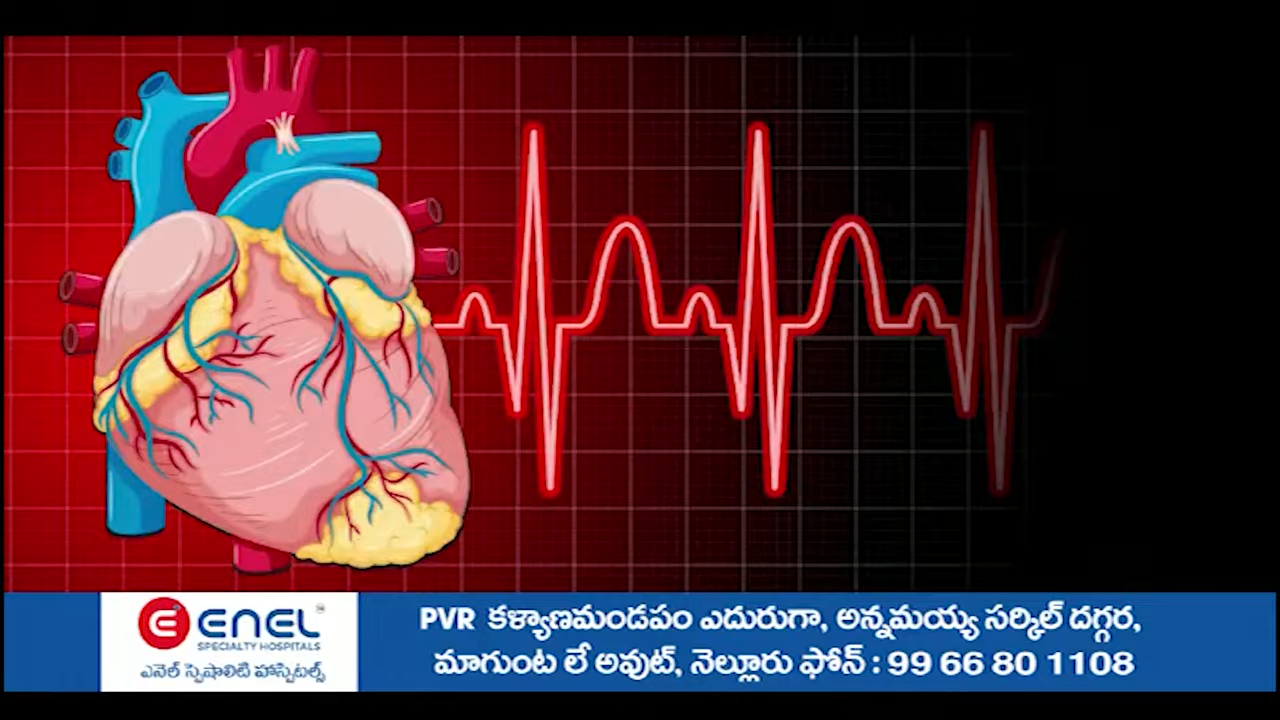 ENEL
SPECIALTY HOSPITALS
ఎనెల్ స్పెషాలిటి హాస్పిటల్స్
PVR కళ్యాణమండపం ఎదురుగా, అన్నమయ్య సర్కిల్ దగ్గర,
మాగుంట లే అవుట్, నెల్లూరు ఫోన్ : 99 66 80 1108